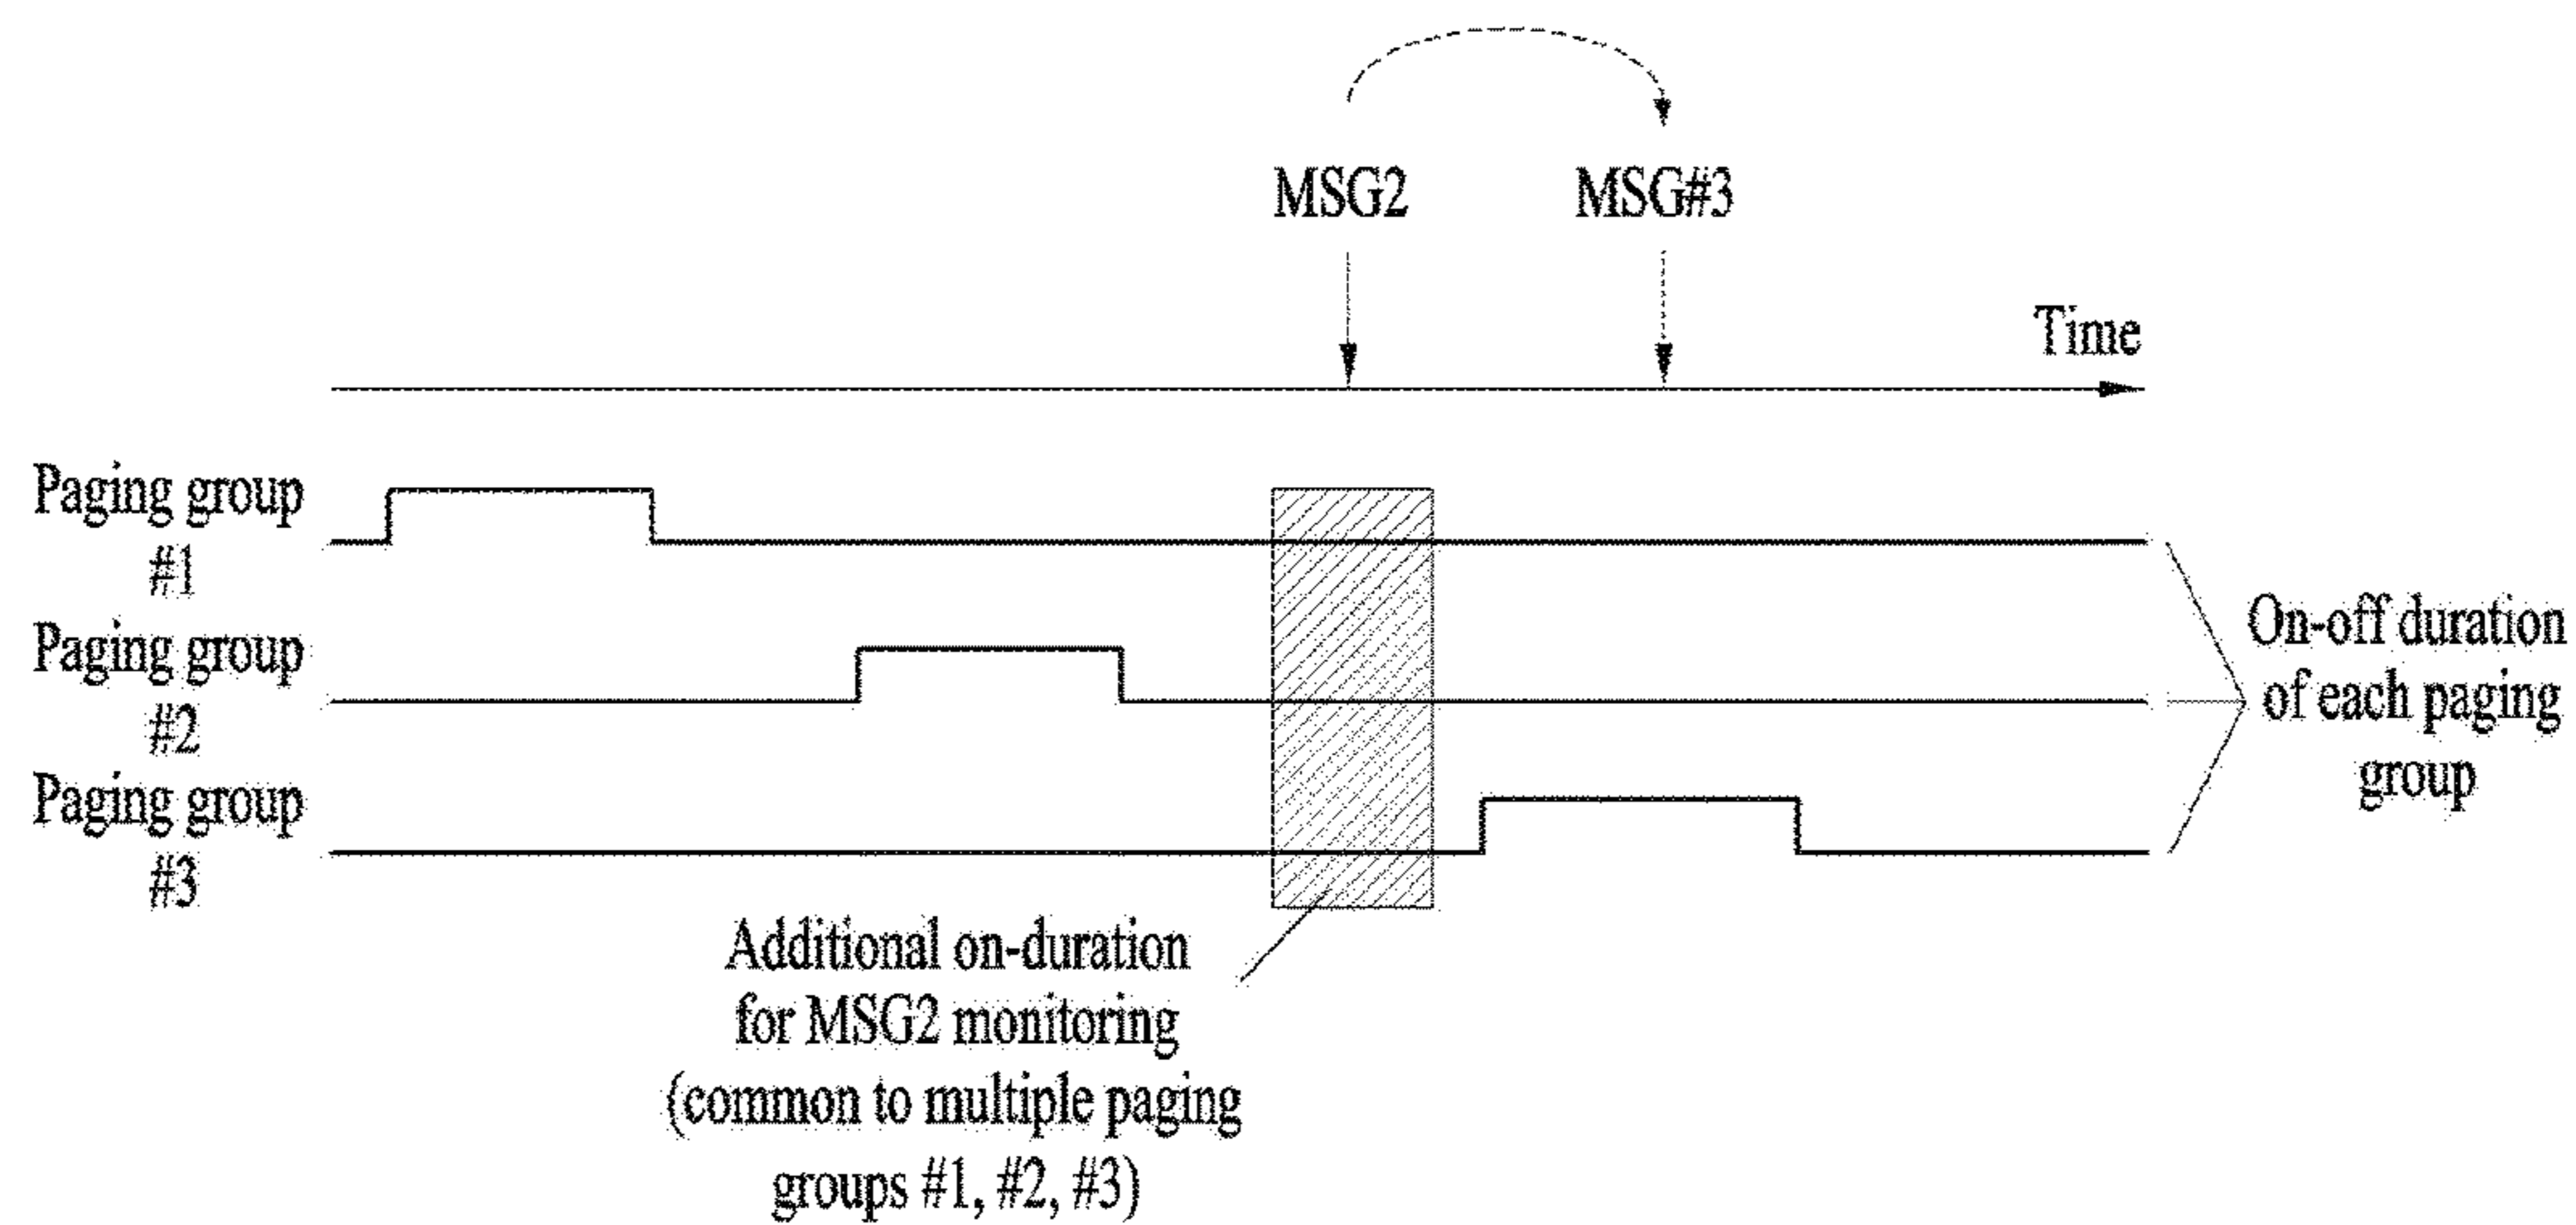 MSG2
MSG#3
Time
Paging group
#1
Paging group
#2
Paging group
#3
On-off duration
of each paging
group
Additional on-duration
for MSG2 monitoring
(common to multiple paging
groups #1, #2, #3)